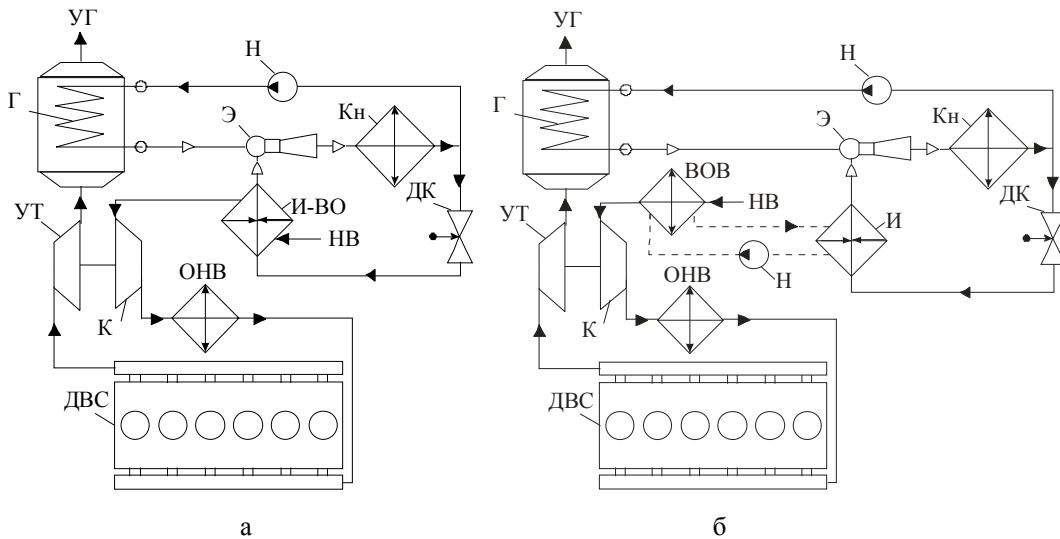 УГ
Н
Г
Э
Кн
ДК
И-ВО
УТ
НВ
ОНВ
К
ДВС
а
УГ
Н
Г
Э
Кн
ВОВ
ДК
УТ
НВ
И
ОНВ
Н
К
ДВС
б